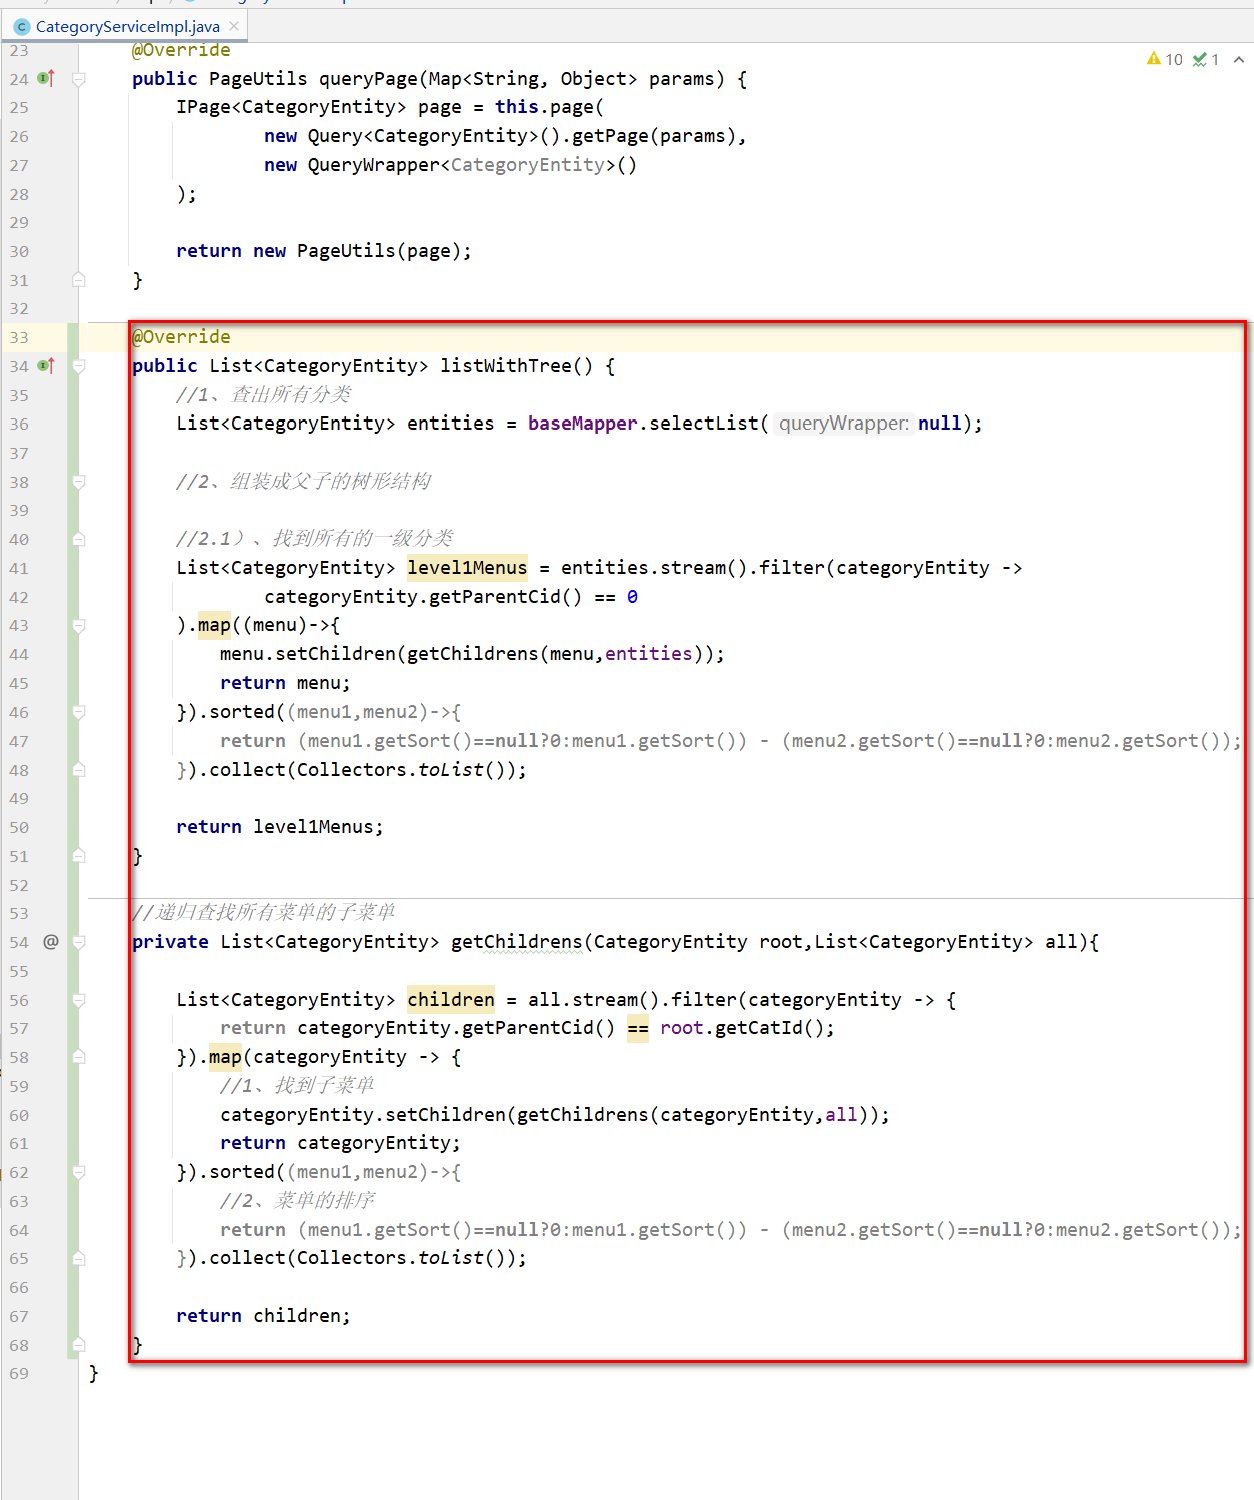 CategoryServiceImpl.java
10 1
23 @Override
24 public PageUtils queryPage(Map<String, Object> params) {
25 IPage<CategoryEntity> page = this.page(
26 new Query<CategoryEntity>().getPage(params),
27 new QueryWrapper<CategoryEntity>()
28 );
29
30 return new PageUtils(page);
31 }
32
33 @Override
34 public List<CategoryEntity> listWithTree() {
35 //1、查出所有分类
36 List<CategoryEntity> entities = baseMapper.selectList( queryWrapper: null);
37
38 //2、组装成父子的树形结构
39
40 //2.1）、找到所有的一级分类
41 List<CategoryEntity> level1Menus = entities.stream().filter(categoryEntity ->
42 categoryEntity.getParentCid() == 0
43 ).map((menu)->{
44 menu.setChildren(getChildrens(menu,entities));
45 return menu;
46 }).sorted((menu1,menu2)->{
47 return (menu1.getSort()==null?0:menu1.getSort()) - (menu2.getSort()==null?0:menu2.getSort());
48 }).collect(Collectors.toList());
49
50 return level1Menus;
51 }
52
53 //递归查找所有菜单的子菜单
54 @ private List<CategoryEntity> getChildrens(CategoryEntity root,List<CategoryEntity> all){
55
56 List<CategoryEntity> children = all.stream().filter(categoryEntity -> {
57 return categoryEntity.getParentCid() == root.getCatId();
58 }).map(categoryEntity -> {
59 //1、找到子菜单
60 categoryEntity.setChildren(getChildrens(categoryEntity,all));
61 return categoryEntity;
62 }).sorted((menu1,menu2)->{
63 //2、菜单的排序
64 return (menu1.getSort()==null?0:menu1.getSort()) - (menu2.getSort()==null?0:menu2.getSort());
65 }).collect(Collectors.toList());
66
67 return children;
68 }
69 }